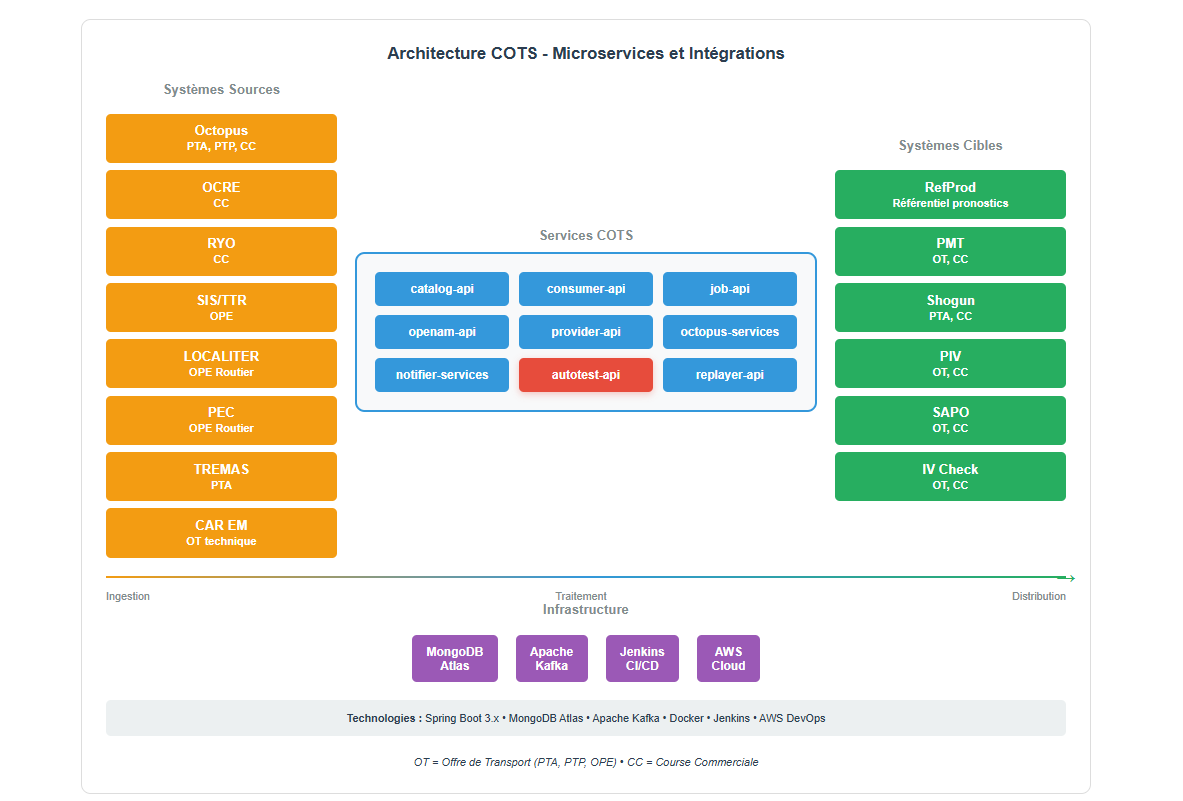 Architecture COTS - Microservices et Intégrations
Systèmes Sources
Octopus
PTA, PTP, CC
OCRE
CC
RYO
CC
SIS/TTR
OPE
LOCALITER
OPE Routier
PEC
OPE Routier
TREMAS
PTA
CAR EM
OT technique
Services COTS
catalog-api
consumer-api
job-api
openam-api
provider-api
octopus-services
notifier-services
autotest-api
replayer-api
Systèmes Cibles
RefProd
Référentiel pronostics
PMT
OT, CC
Shogun
PTA, CC
PIV
OT, CC
SAPO
OT, CC
IV Check
OT, CC
→
Ingestion
Traitement
Distribution
Infrastructure
MongoDB
Atlas
Apache
Kafka
Jenkins
CI/CD
AWS
Cloud
Technologies : Spring Boot 3.x • MongoDB Atlas • Apache Kafka • Docker • Jenkins • AWS DevOps
OT = Offre de Transport (PTA, PTP, OPE) • CC = Course Commerciale